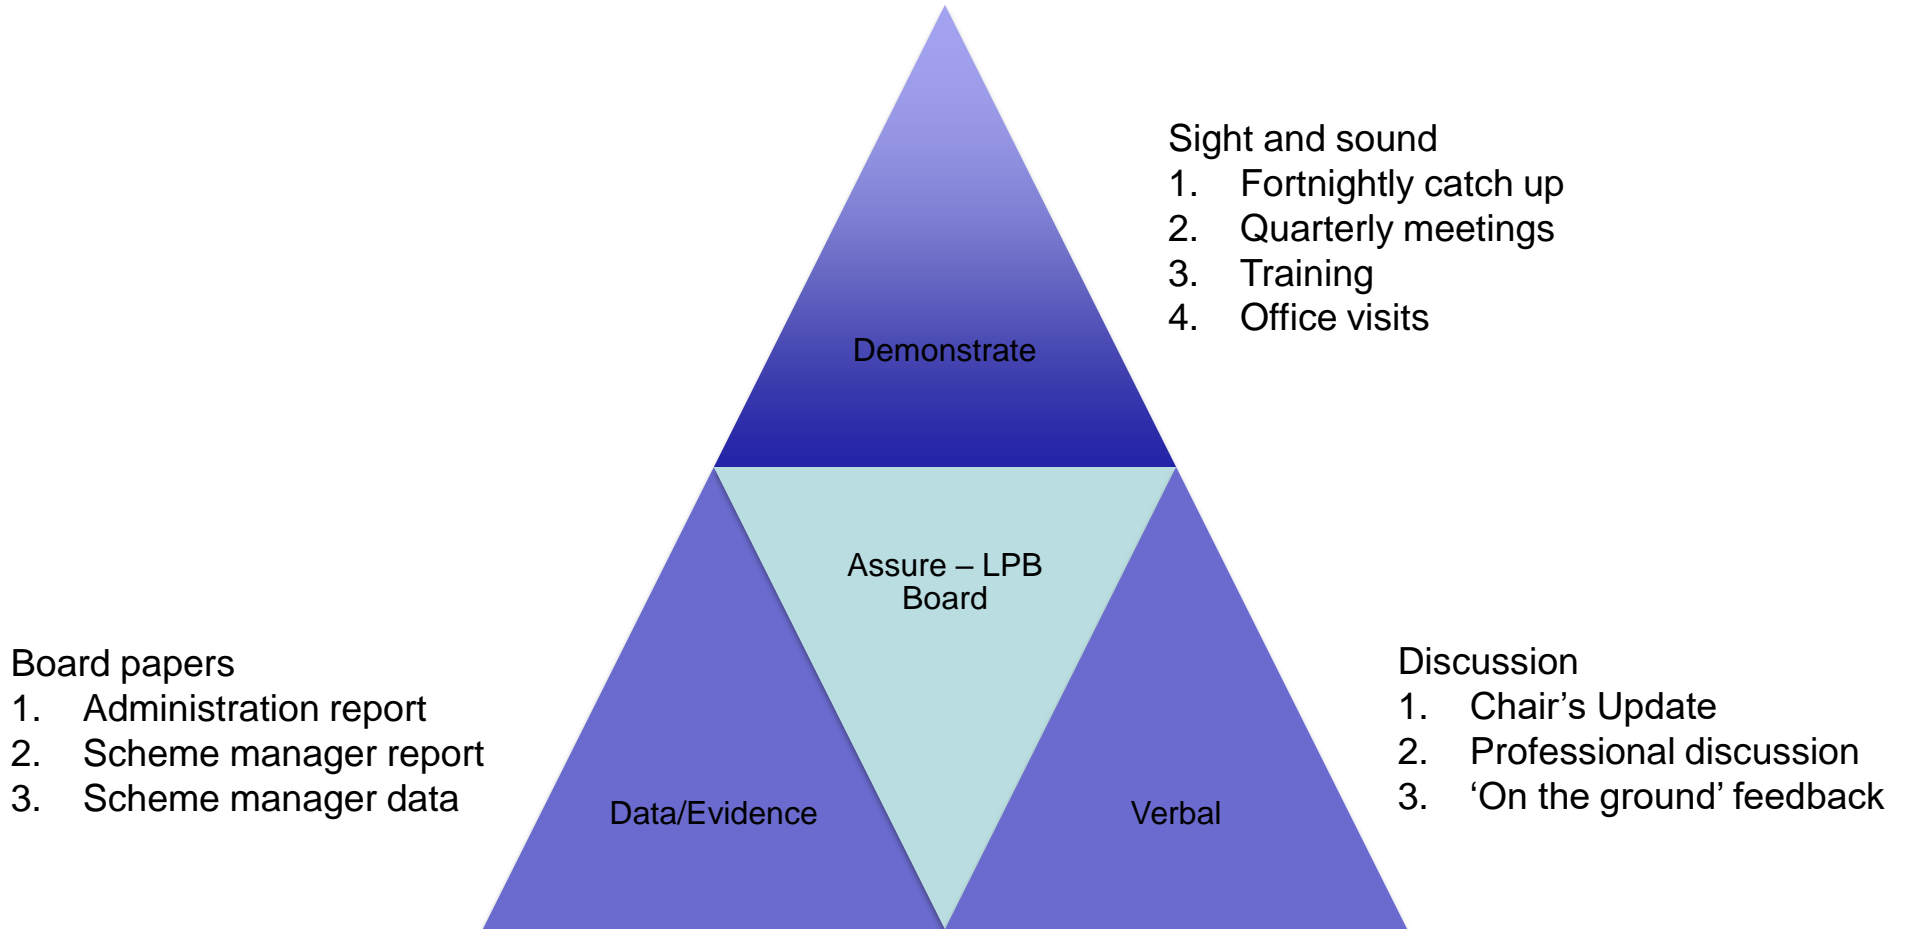 Sight and sound
1. Fortnightly catch up
2. Quarterly meetings
3. Training
4. Office visits
Demonstrate
Assure – LPB
Board
Board papers
1. Administration report
2. Scheme manager report
3. Scheme manager data
Data/Evidence
Verbal
Discussion
1. Chair’s Update
2. Professional discussion
3. ‘On the ground’ feedback